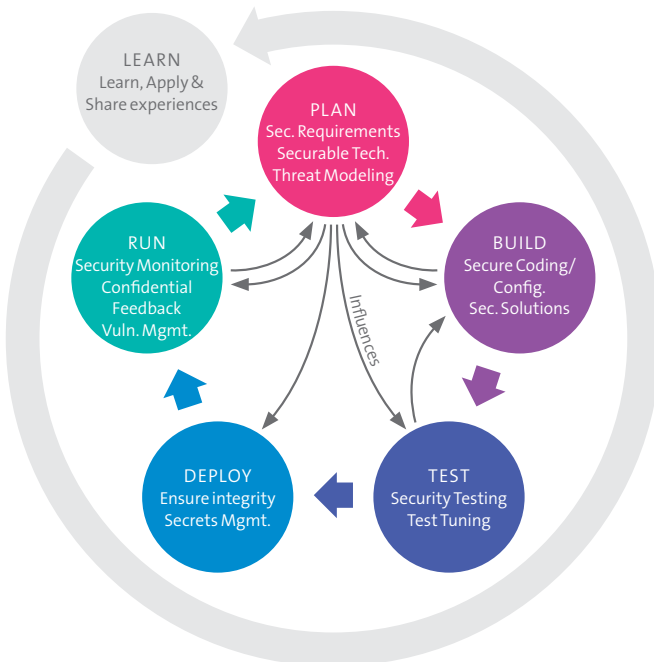 LEARN
Learn, Apply &
Share experiences
PLAN
Sec. Requirements
Securable Tech.
Threat Modeling
RUN
Security Monitoring
Confidential
Feedback
Vuln. Mgmt.
BUILD
Secure Coding/
Config.
Sec. Solutions
Influences
DEPLOY
Ensure integrity
Secrets Mgmt.
TEST
Security Testing
Test Tuning